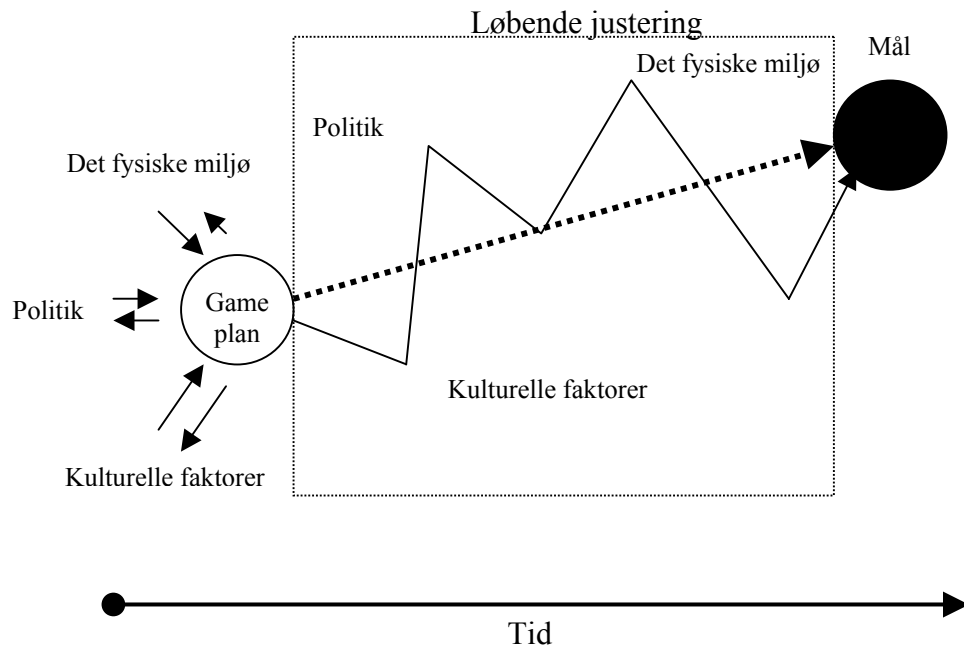 Løbende justering
Mål
Det fysiske miljø
Politik
Det fysiske miljø
Politik
Game
plan
Kulturelle faktorer
Kulturelle faktorer
Tid